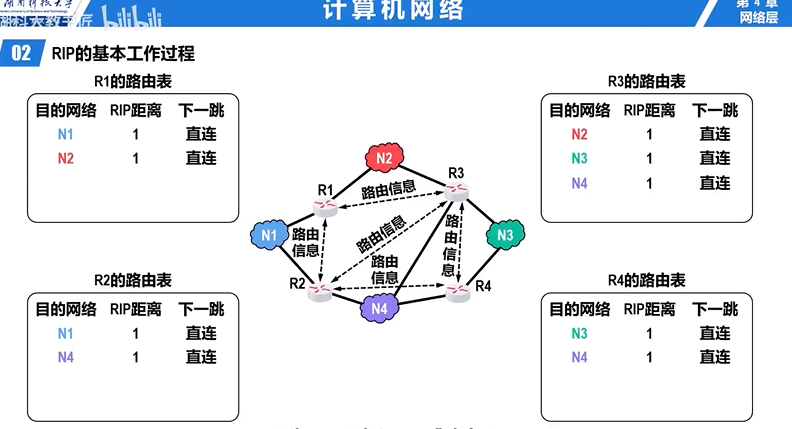 计算机网络
第 4 章
网络层
bilibili
02 RIP的基本工作过程
R1的路由表
目的网络 RIP距离 下一跳
N1 1 直连
N2 1 直连
R3的路由表
目的网络 RIP距离 下一跳
N2 1 直连
N3 1 直连
N4 1 直连
N2
R1
R3
路由信息
N1
路由
信息
路由信息
路由信息
N3
R2
路由
信息
N4
R4
R2的路由表
目的网络 RIP距离 下一跳
N1 1 直连
N4 1 直连
R4的路由表
目的网络 RIP距离 下一跳
N3 1 直连
N4 1 直连